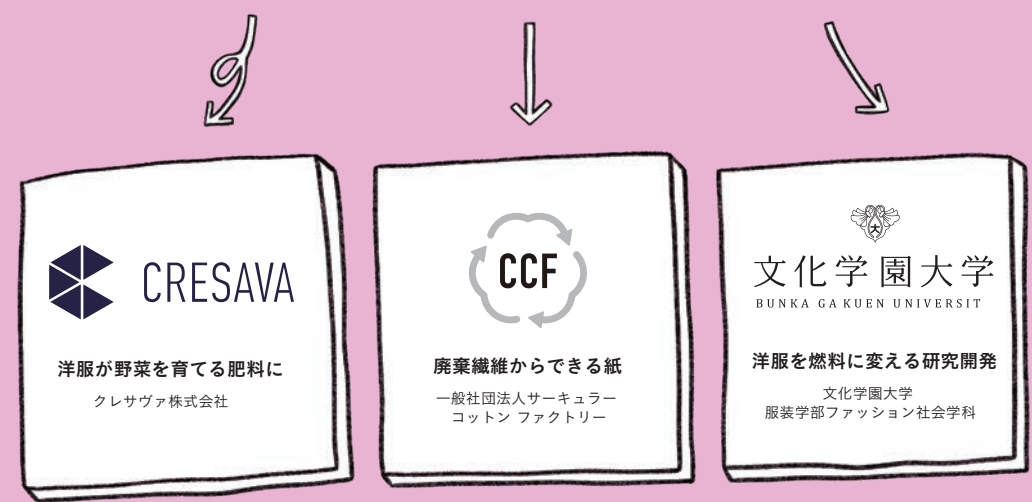 CRESAVA
洋服が野菜を育てる肥料に
クレサヴァ株式会社
CCF
廃棄繊維からできる紙
一般社団法人サーキュラー
コットン ファクトリー
大
文化学園大学
BUNKA GAKUEN UNIVERSIT
洋服を燃料に変える研究開発
文化学園大学
服装学部ファッション社会学科